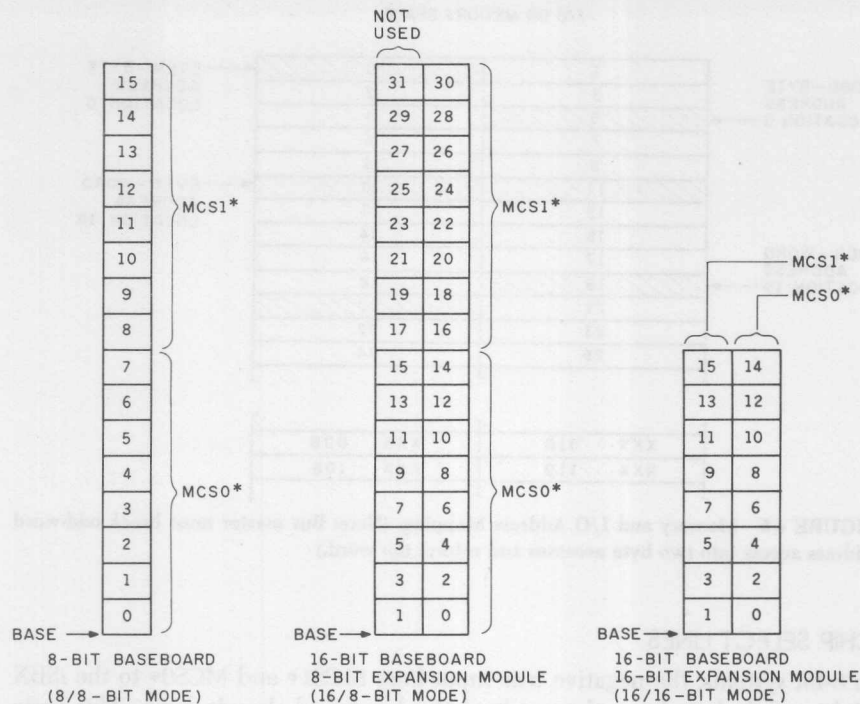 NOT
USED
15
14
13
12
11
10
9
8
7
6
5
4
3
2
1
0
MCS1*
MCS0*
BASE
8-BIT BASEBOARD
(8/8-BIT MODE)
31 30
29 28
27 26
25 24
23 22
21 20
19 18
17 16
15 14
13 12
11 10
9 8
7 6
5 4
3 2
1 0
MCS1*
MCS0*
BASE
16-BIT BASEBOARD
8-BIT EXPANSION MODULE
(16/8-BIT MODE)
MCS1*
MCS0*
15 14
13 12
11 10
9 8
7 6
5 4
3 2
1 0
BASE
16-BIT BASEBOARD
16-BIT EXPANSION MODULE
(16/16-BIT MODE)